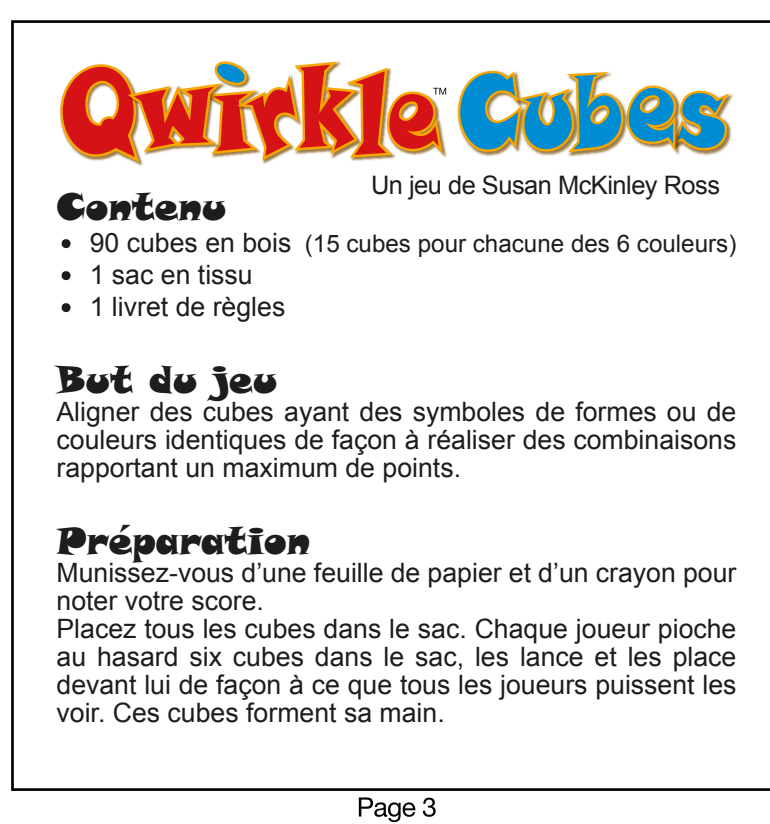 Qwirkle™ Cubes
Un jeu de Susan McKinley Ross
Contenu
• 90 cubes en bois (15 cubes pour chacune des 6 couleurs)
• 1 sac en tissu
• 1 livret de règles
But du jeu
Aligner des cubes ayant des symboles de formes ou de
couleurs identiques de façon à réaliser des combinaisons
rapportant un maximum de points.
Préparation
Munissez-vous d'une feuille de papier et d'un crayon pour
noter votre score.
Placez tous les cubes dans le sac. Chaque joueur pioche
au hasard six cubes dans le sac, les lance et les place
devant lui de façon à ce que tous les joueurs puissent les
voir. Ces cubes forment sa main.
Page 3